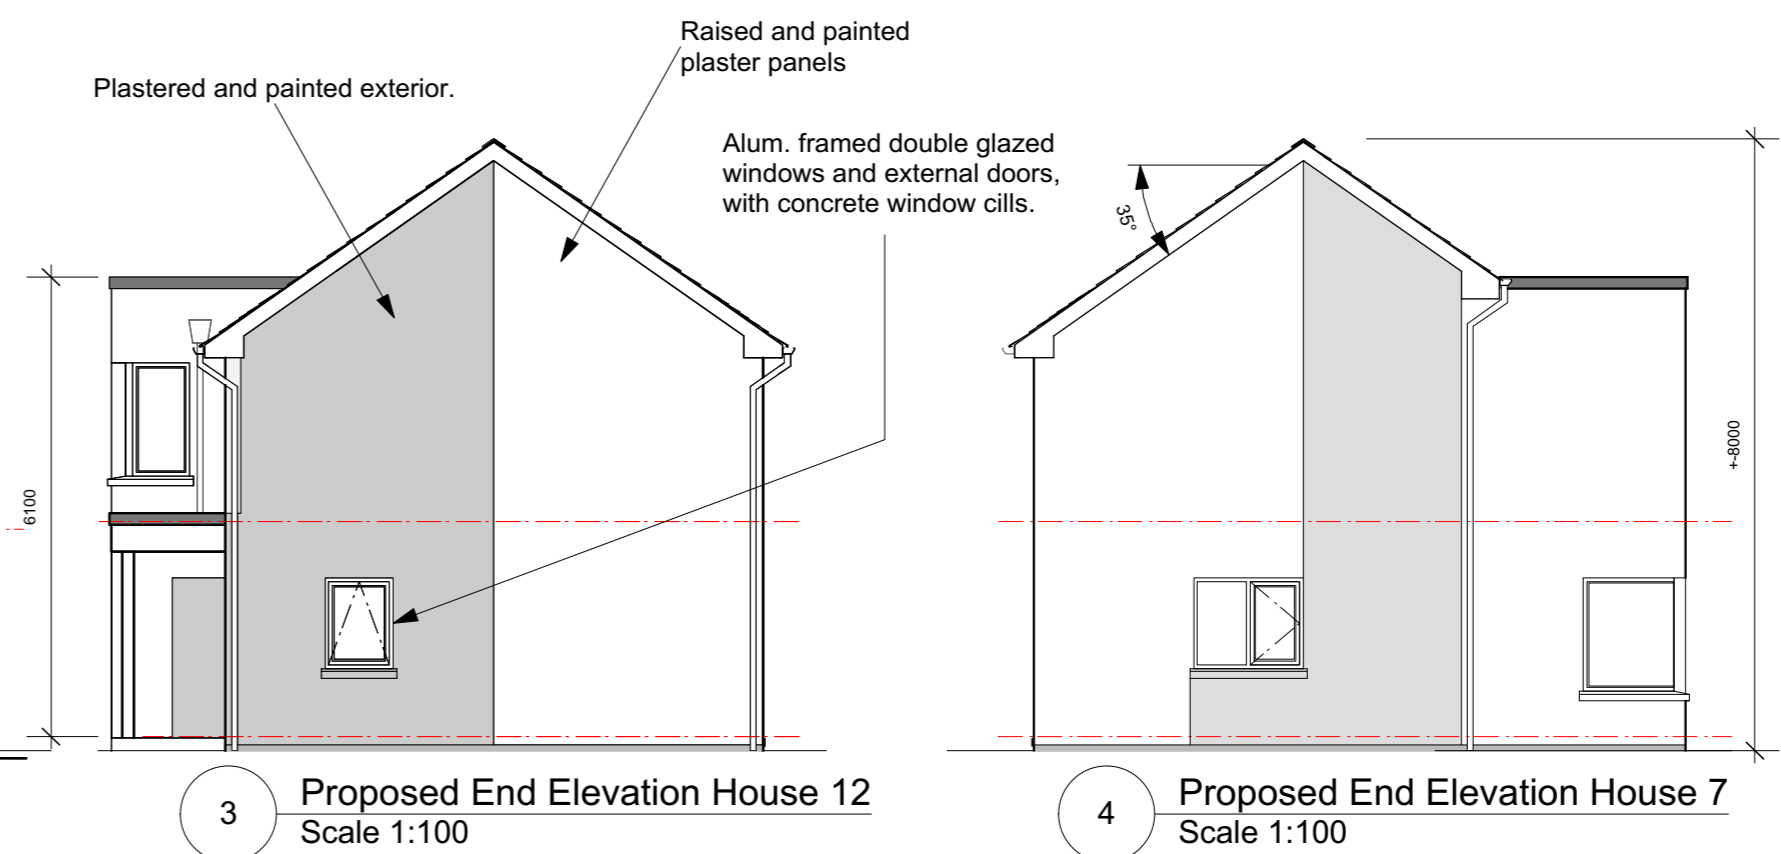 Raised and painted
plaster panels
Plastered and painted exterior.
Alum. framed double glazed
windows and external doors,
with concrete window cills.
35°
6100
+-8000
3
Proposed End Elevation House 12
Scale 1:100
4
Proposed End Elevation House 7
Scale 1:100